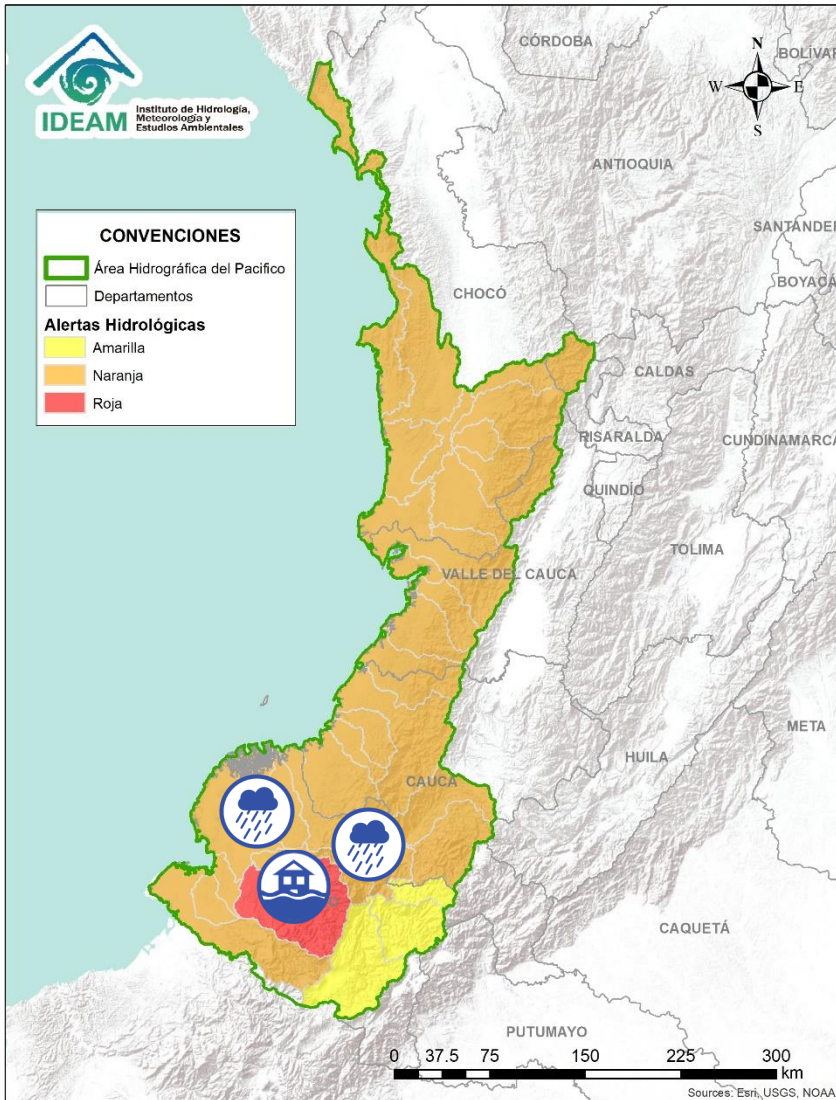 IDEAM
Instituto de Hidrología,
Meteorología y
Estudios Ambientales
N
W
E
S
CÓRDOBA
BOLÍVAR
ANTIOQUIA
SANTANDER
BOYACÁ
CHOCÓ
CALDAS
RISARALDA
CUNDINAMARCA
QUINDÍO
TOLIMA
VALLE DEL CAUCA
META
HUILA
CAUCA
CAQUETÁ
PUTUMAYO
CONVENCIONES
Área Hidrográfica del Pacifico
Departamentos
Alertas Hidrológicas
Amarilla
Naranja
Roja
0 37.5 75 150 225 300
km
Sources: Esri, USGS, NOAA